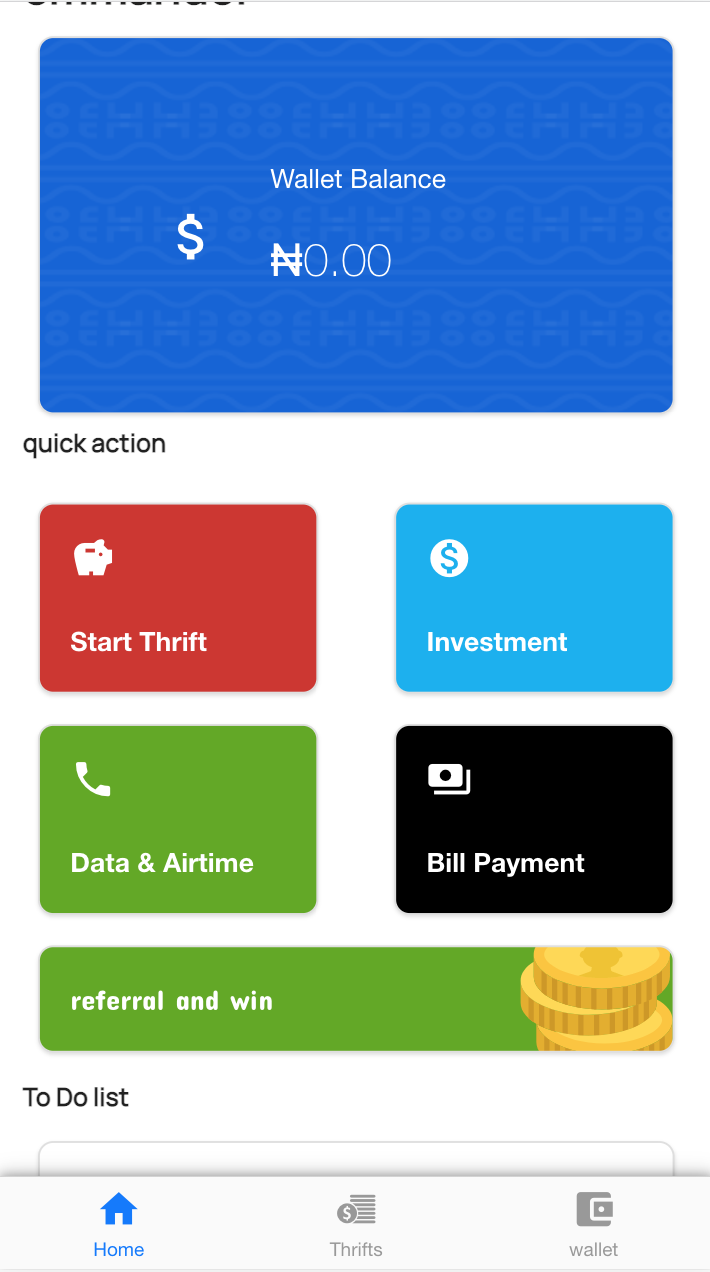 Wallet Balance
₦0.00
quick action
Start Thrift
Investment
Data & Airtime
Bill Payment
referral and win
To Do list
Home
Thrifts
wallet